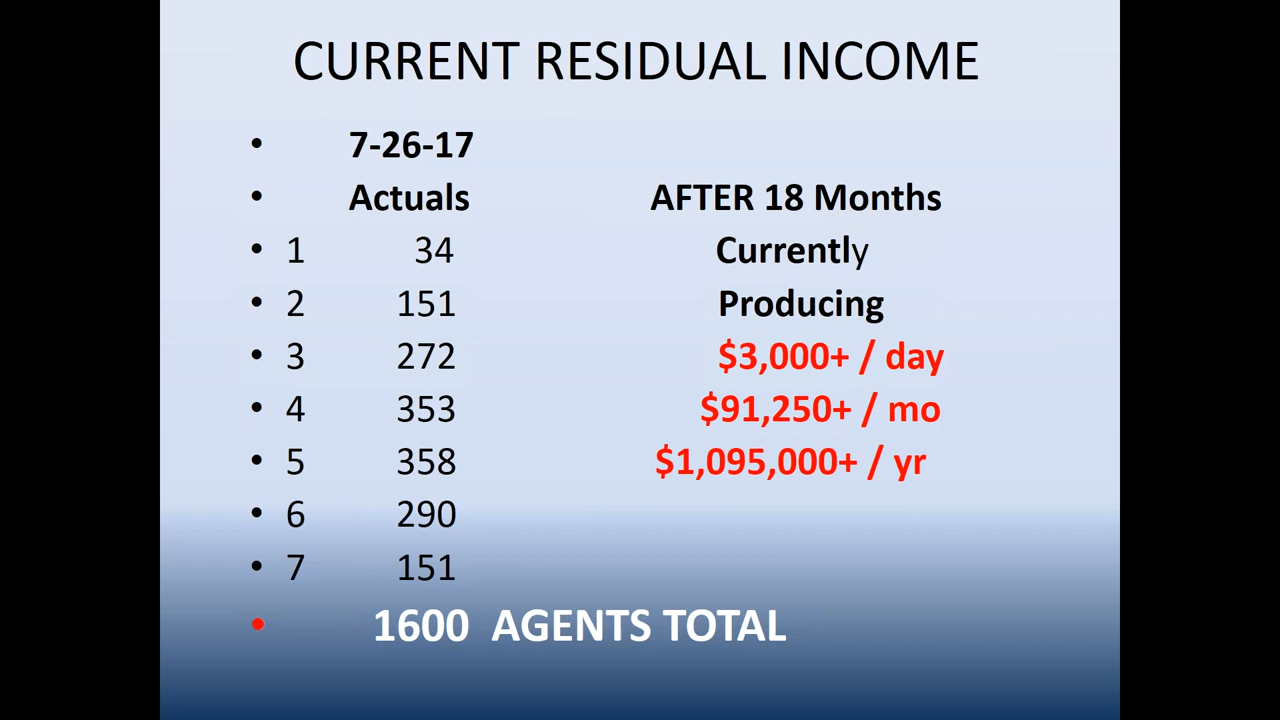 CURRENT RESIDUAL INCOME
• 7-26-17
• Actuals AFTER 18 Months
• 1 34 Currently
• 2 151 Producing
• 3 272 $3,000+ / day
• 4 353 $91,250+ / mo
• 5 358 $1,095,000+ / yr
• 6 290
• 7 151
• 1600 AGENTS TOTAL